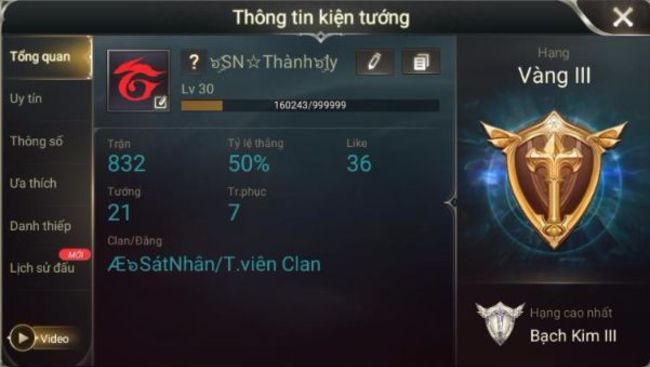 Thông tin kiện tướng
Tổng quan
Uy tín
Thông số
Ưa thích
Danh thiếp
Lịch sử đấu
MỚI
Video
? ঌSN☆Thànhঌly
Lv 30
160243/999999
Trận
832
Tỷ lệ thắng
50%
Like
36
Tướng
21
Tr.phục
7
Clan/Đăng
ÆঌSátNhân/T.viên Clan
Hạng
Vàng III
Hạng cao nhất
Bạch Kim III